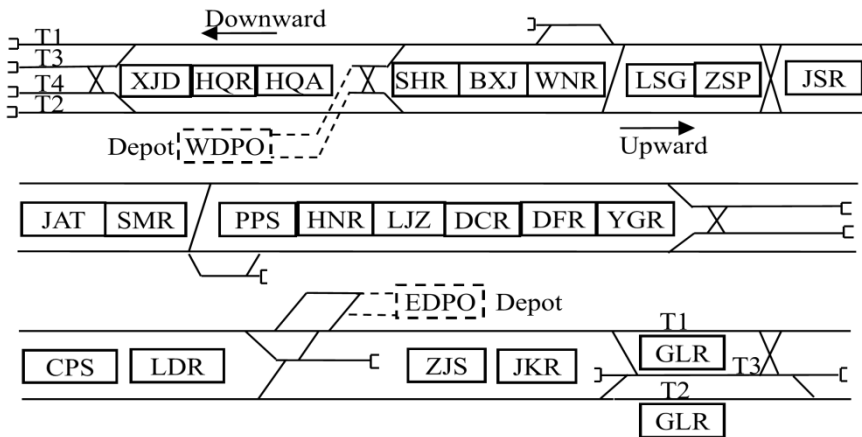 Downward
T1
T3
T4
T2
XJD HQR HQA SHR BXJ WNR LSG ZSP JSR
Depot WDPO
Upward
JAT SMR PPS HNR LJZ DCR DFR YGR
EDPO Depot
T1
CPS LDR ZJS JKR GLR T3
T2
GLR